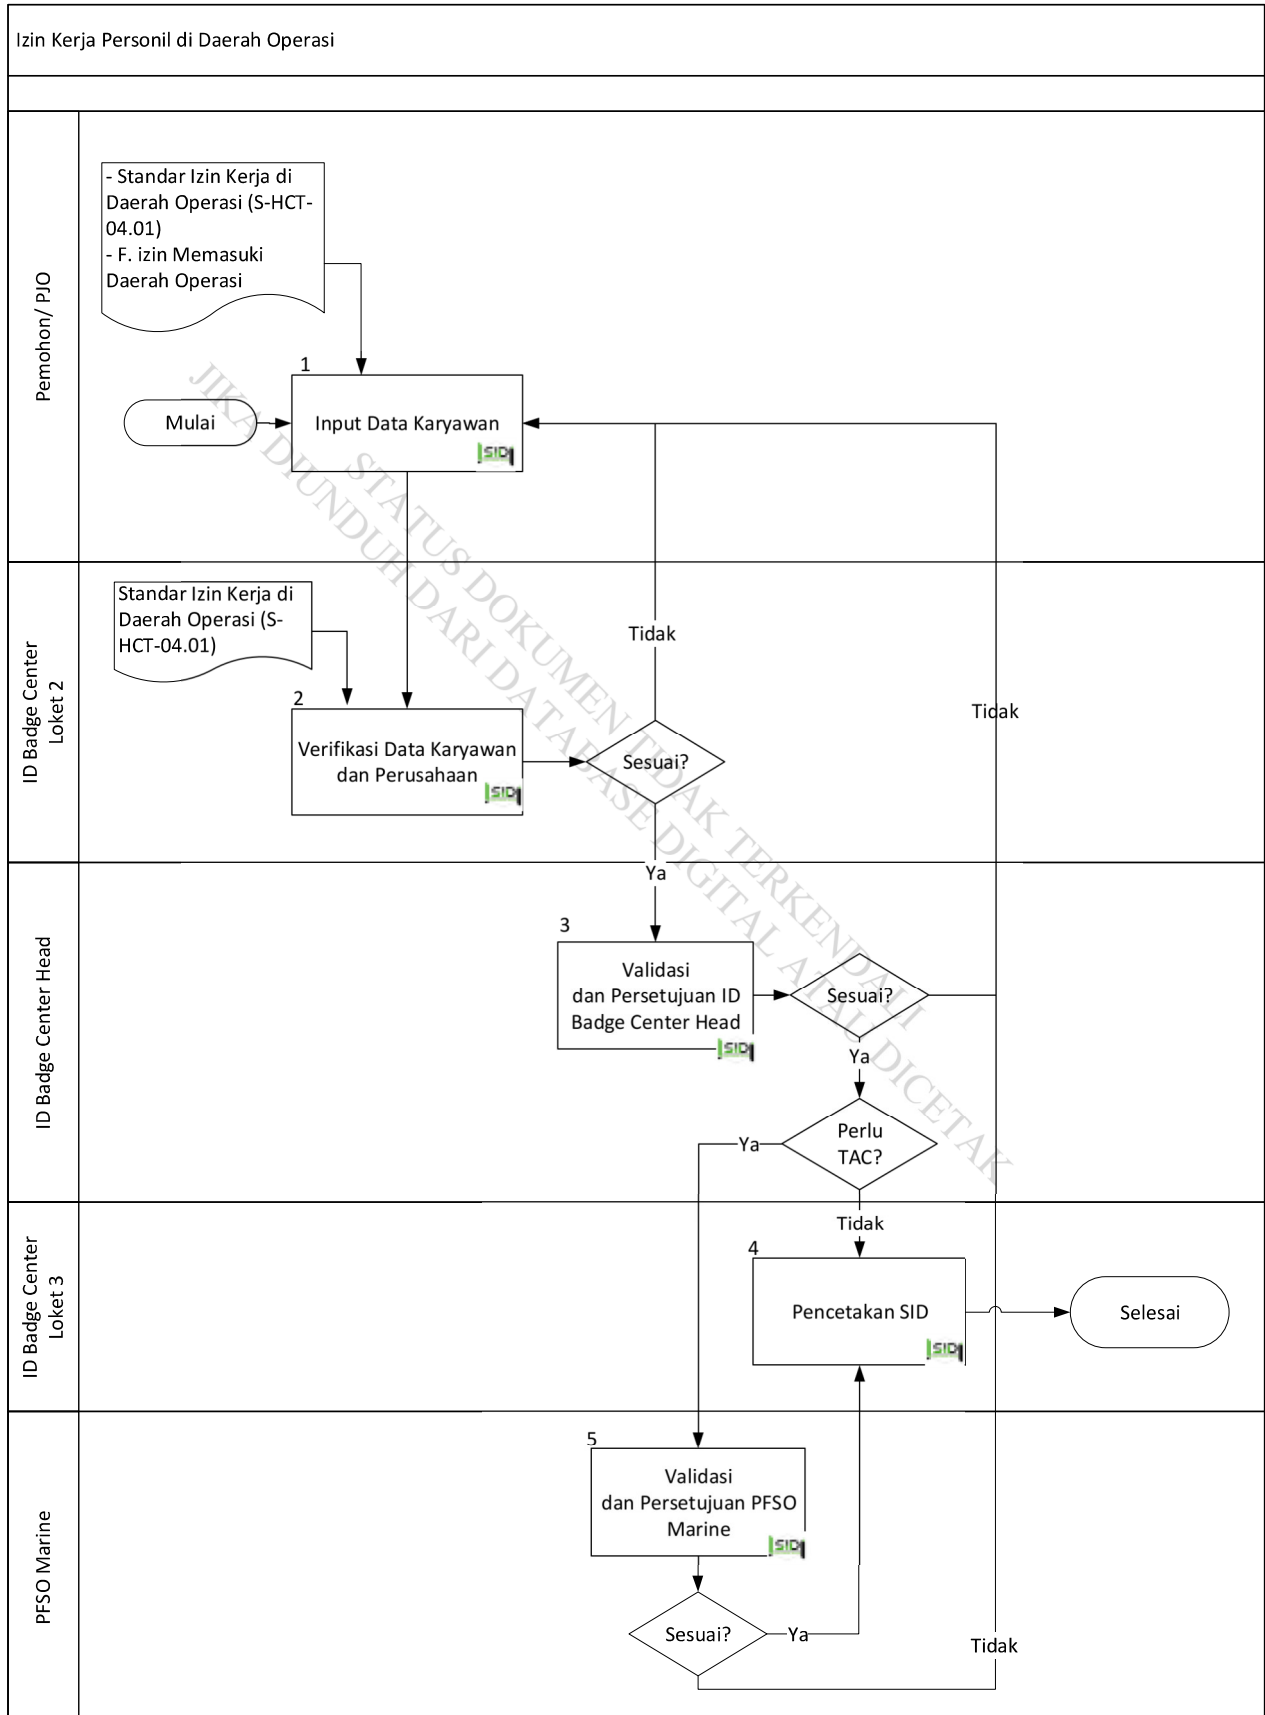 Izin Kerja Personil di Daerah Operasi
Pemohon/ PJO
- Standar Izin Kerja di
Daerah Operasi (S-HCT-
04.01)
- F. izin Memasuki
Daerah Operasi
1
Mulai
Input Data Karyawan
SID
ID Badge Center
Loket 2
Standar Izin Kerja di
Daerah Operasi (S-
HCT-04.01)
Tidak
Tidak
2
Verifikasi Data Karyawan
dan Perusahaan
SID
Sesuai?
Ya
ID Badge Center Head
3
Validasi
dan Persetujuan ID
Badge Center Head
SID
Sesuai?
Ya
Perlu
TAC?
Ya
Tidak
ID Badge Center
Loket 3
4
Pencetakan SID
SID
Selesai
PFSO Marine
5
Validasi
dan Persetujuan PFSO
Marine
SID
Sesuai?
Ya
Tidak
STATUS DOKUMEN TIDAK TERKENDALI
JIKA DIUNDUH DARI DATABASE DIGITAL ATAU DICETAK